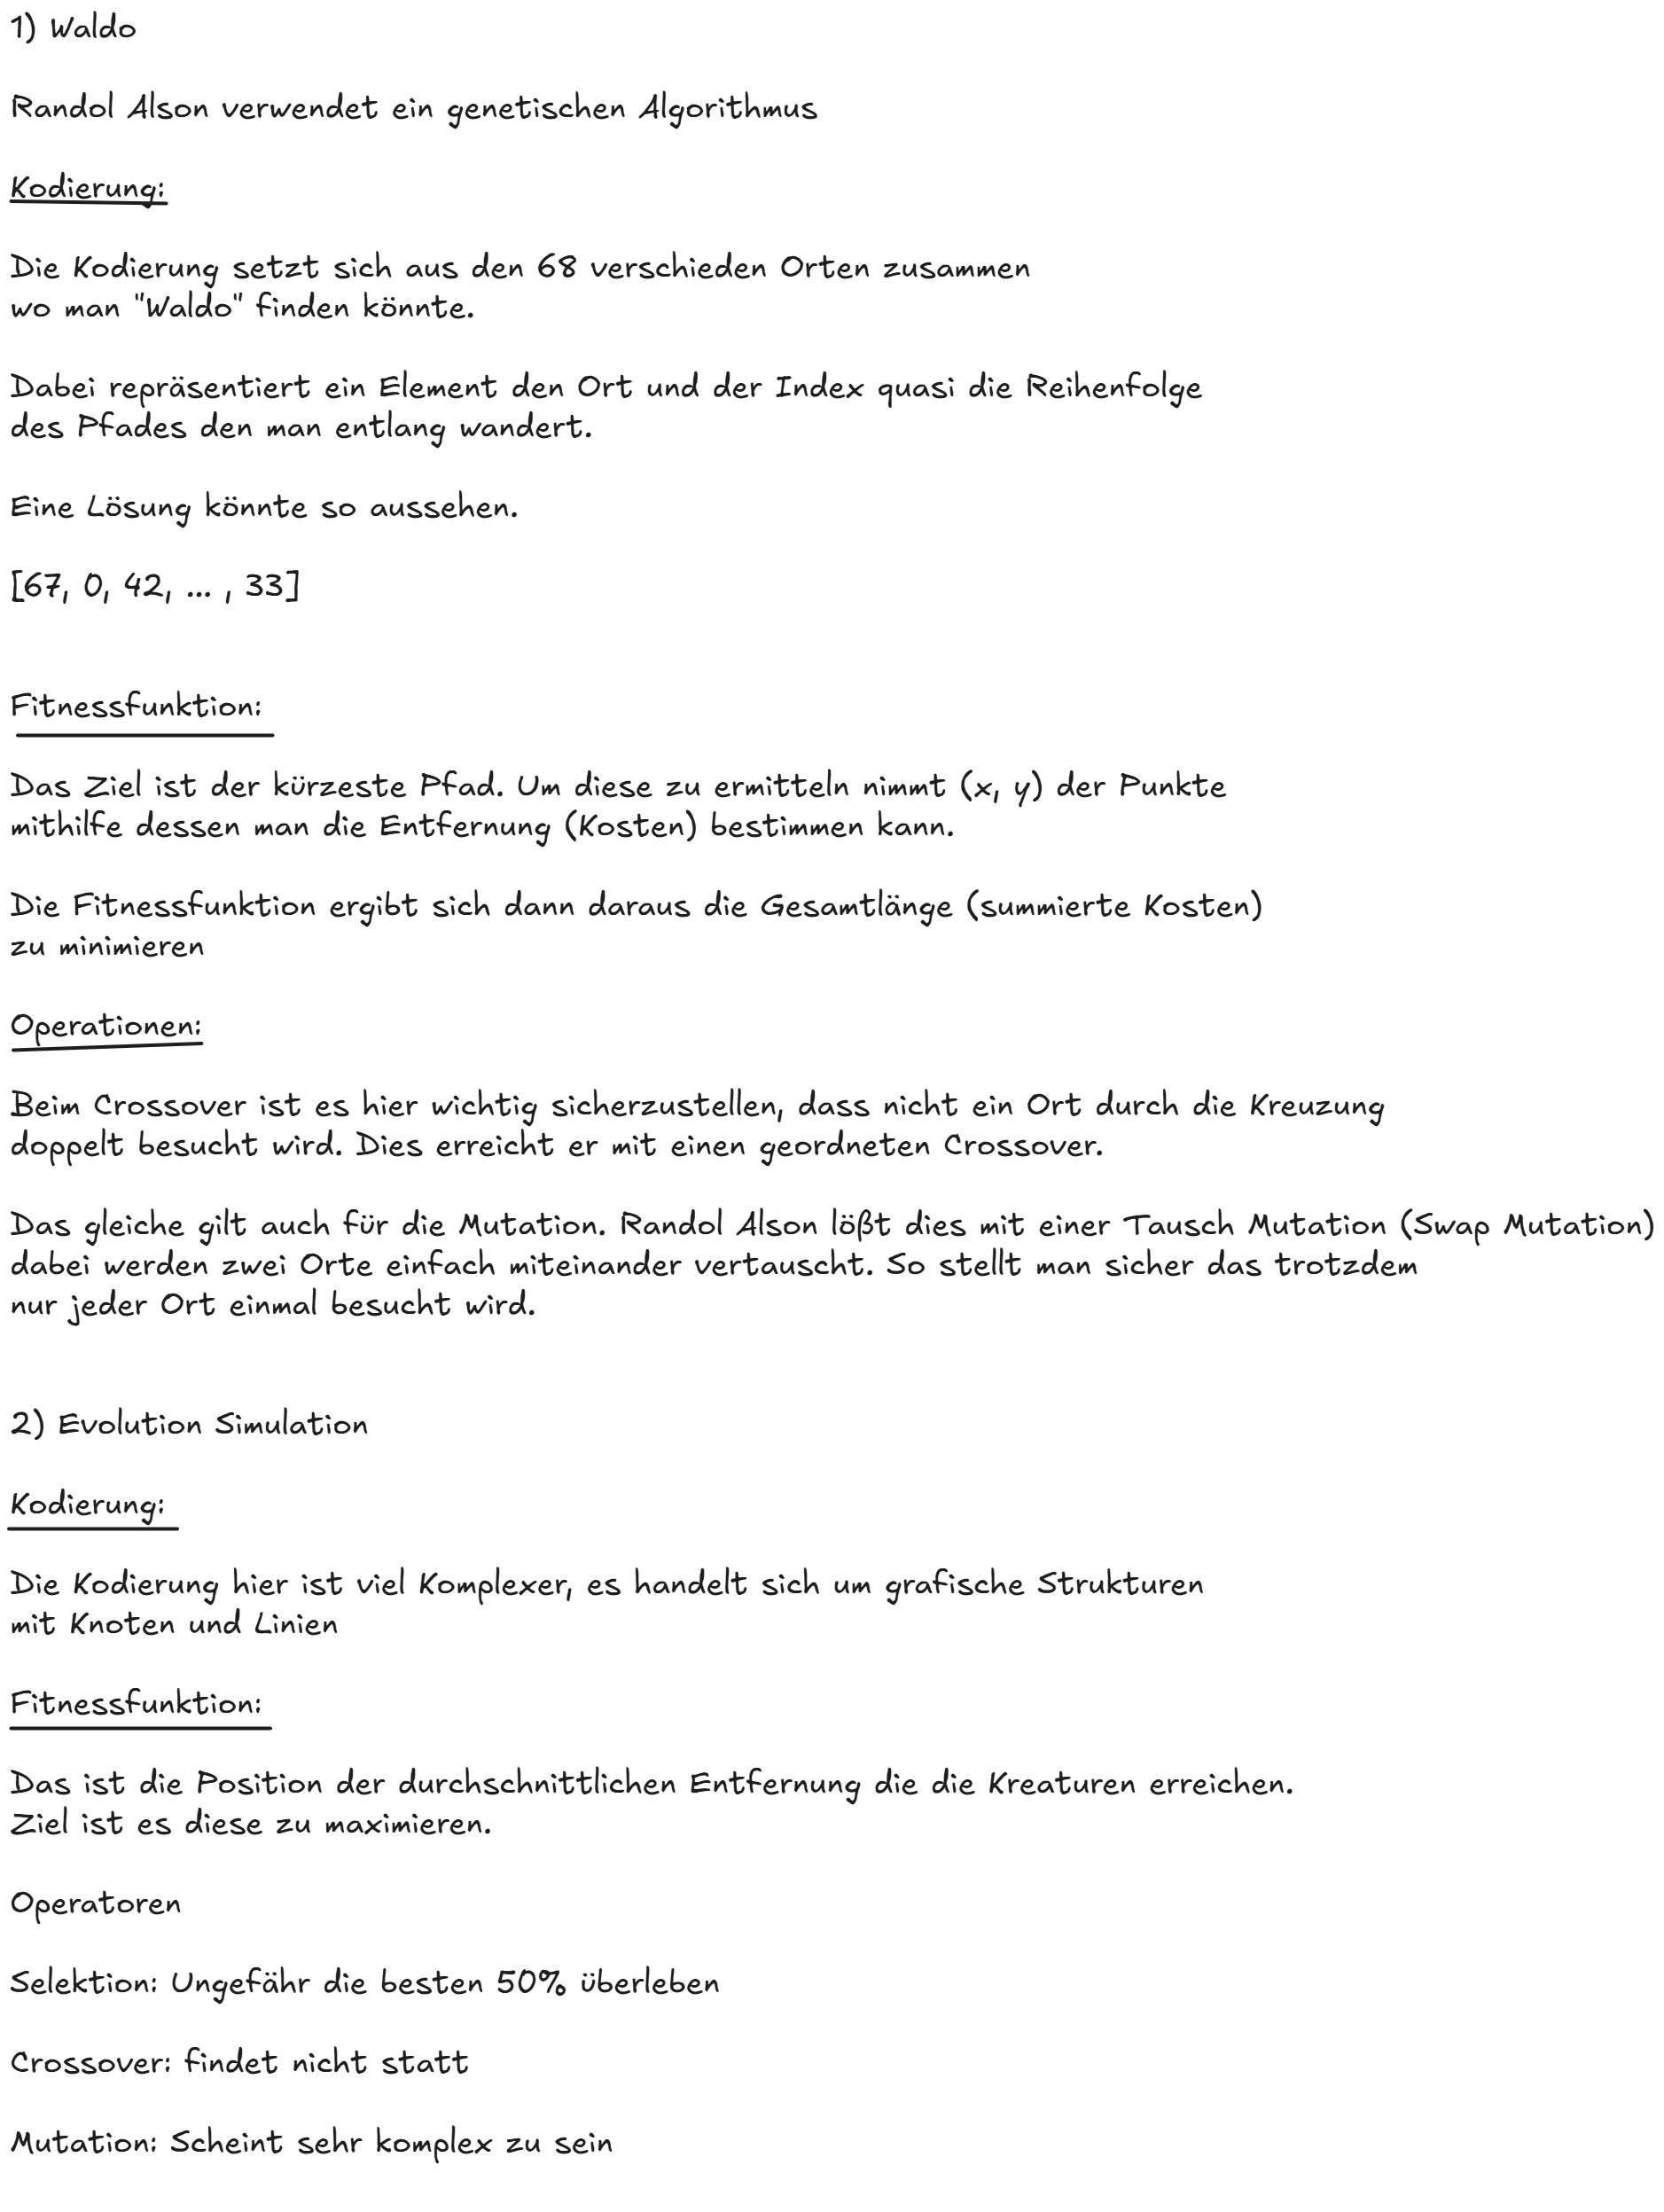 1) Waldo
Randol Alson verwendet ein genetischen Algorithmus
Kodierung:
Die Kodierung setzt sich aus den 68 verschieden Orten zusammen
wo man "Waldo" finden könnte.
Dabei repräsentiert ein Element den Ort und der Index quasi die Reihenfolge
des Pfades den man entlang wandert.
Eine Lösung könnte so aussehen.
[67, 0, 42, ... , 33]
Fitnessfunktion:
Das Ziel ist der kürzeste Pfad. Um diese zu ermitteln nimmt (x, y) der Punkte
mithilfe dessen man die Entfernung (Kosten) bestimmen kann.
Die Fitnessfunktion ergibt sich dann daraus die Gesamtlänge (summierte Kosten)
zu minimieren
Operationen:
Beim Crossover ist es hier wichtig sicherzustellen, dass nicht ein Ort durch die Kreuzung
doppelt besucht wird. Dies erreicht er mit einen geordneten Crossover.
Das gleiche gilt auch für die Mutation. Randol Alson lößt dies mit einer Tausch Mutation (Swap Mutation)
dabei werden zwei Orte einfach miteinander vertauscht. So stellt man sicher das trotzdem
nur jeder Ort einmal besucht wird.
2) Evolution Simulation
Kodierung:
Die Kodierung hier ist viel Komplexer, es handelt sich um grafische Strukturen
mit Knoten und Linien
Fitnessfunktion:
Das ist die Position der durchschnittlichen Entfernung die die Kreaturen erreichen.
Ziel ist es diese zu maximieren.
Operatoren
Selektion: Ungefähr die besten 50% überleben
Crossover: findet nicht statt
Mutation: Scheint sehr komplex zu sein